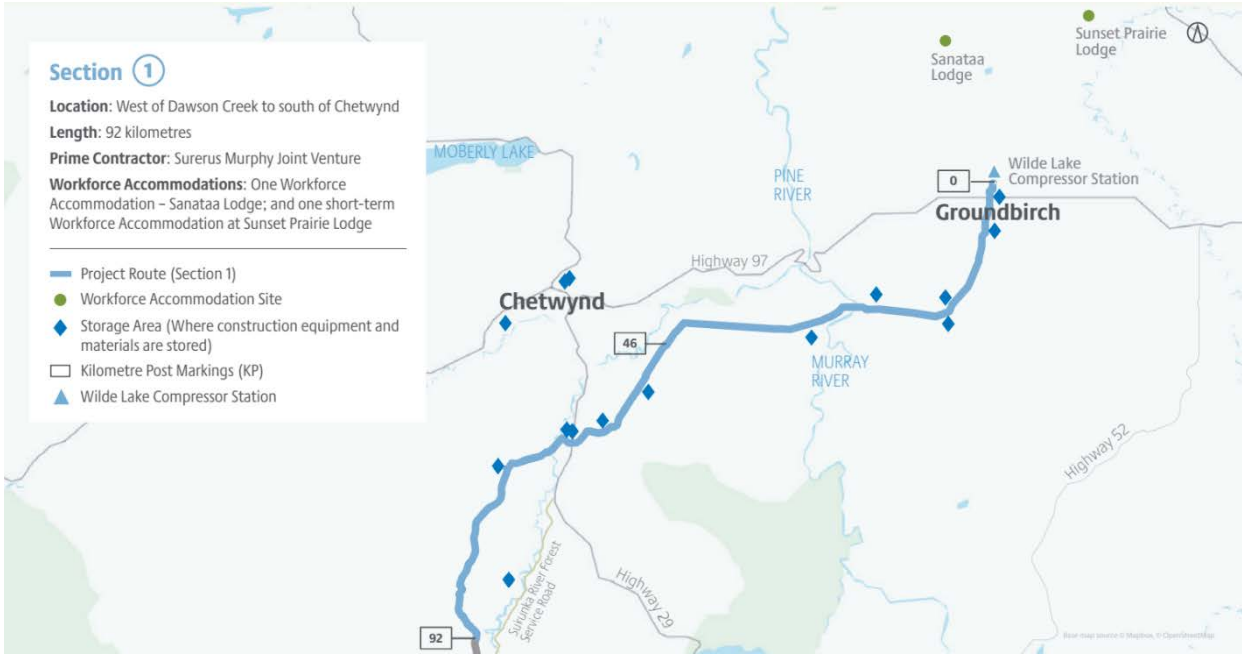 Section 1
Location: West of Dawson Creek to south of Chetwynd
Length: 92 kilometres
Prime Contractor: Surerus Murphy Joint Venture
Workforce Accommodations: One Workforce
Accommodation – Sanataa Lodge; and one short-term
Workforce Accommodation at Sunset Prairie Lodge
Project Route (Section 1)
Workforce Accommodation Site
Storage Area (Where construction equipment and
materials are stored)
Kilometre Post Markings (KP)
Wilde Lake Compressor Station
Sunset Prairie
Lodge
Sanataa
Lodge
MOBERLY LAKE
PINE
RIVER
Wilde Lake
Compressor Station
0
Groundbirch
Highway 97
Chetwynd
46
MURRAY
RIVER
Highway 52
Sukunka River Forest
Service Road
Highway 29
92
Base map source © Mapbox, © OpenStreetMap